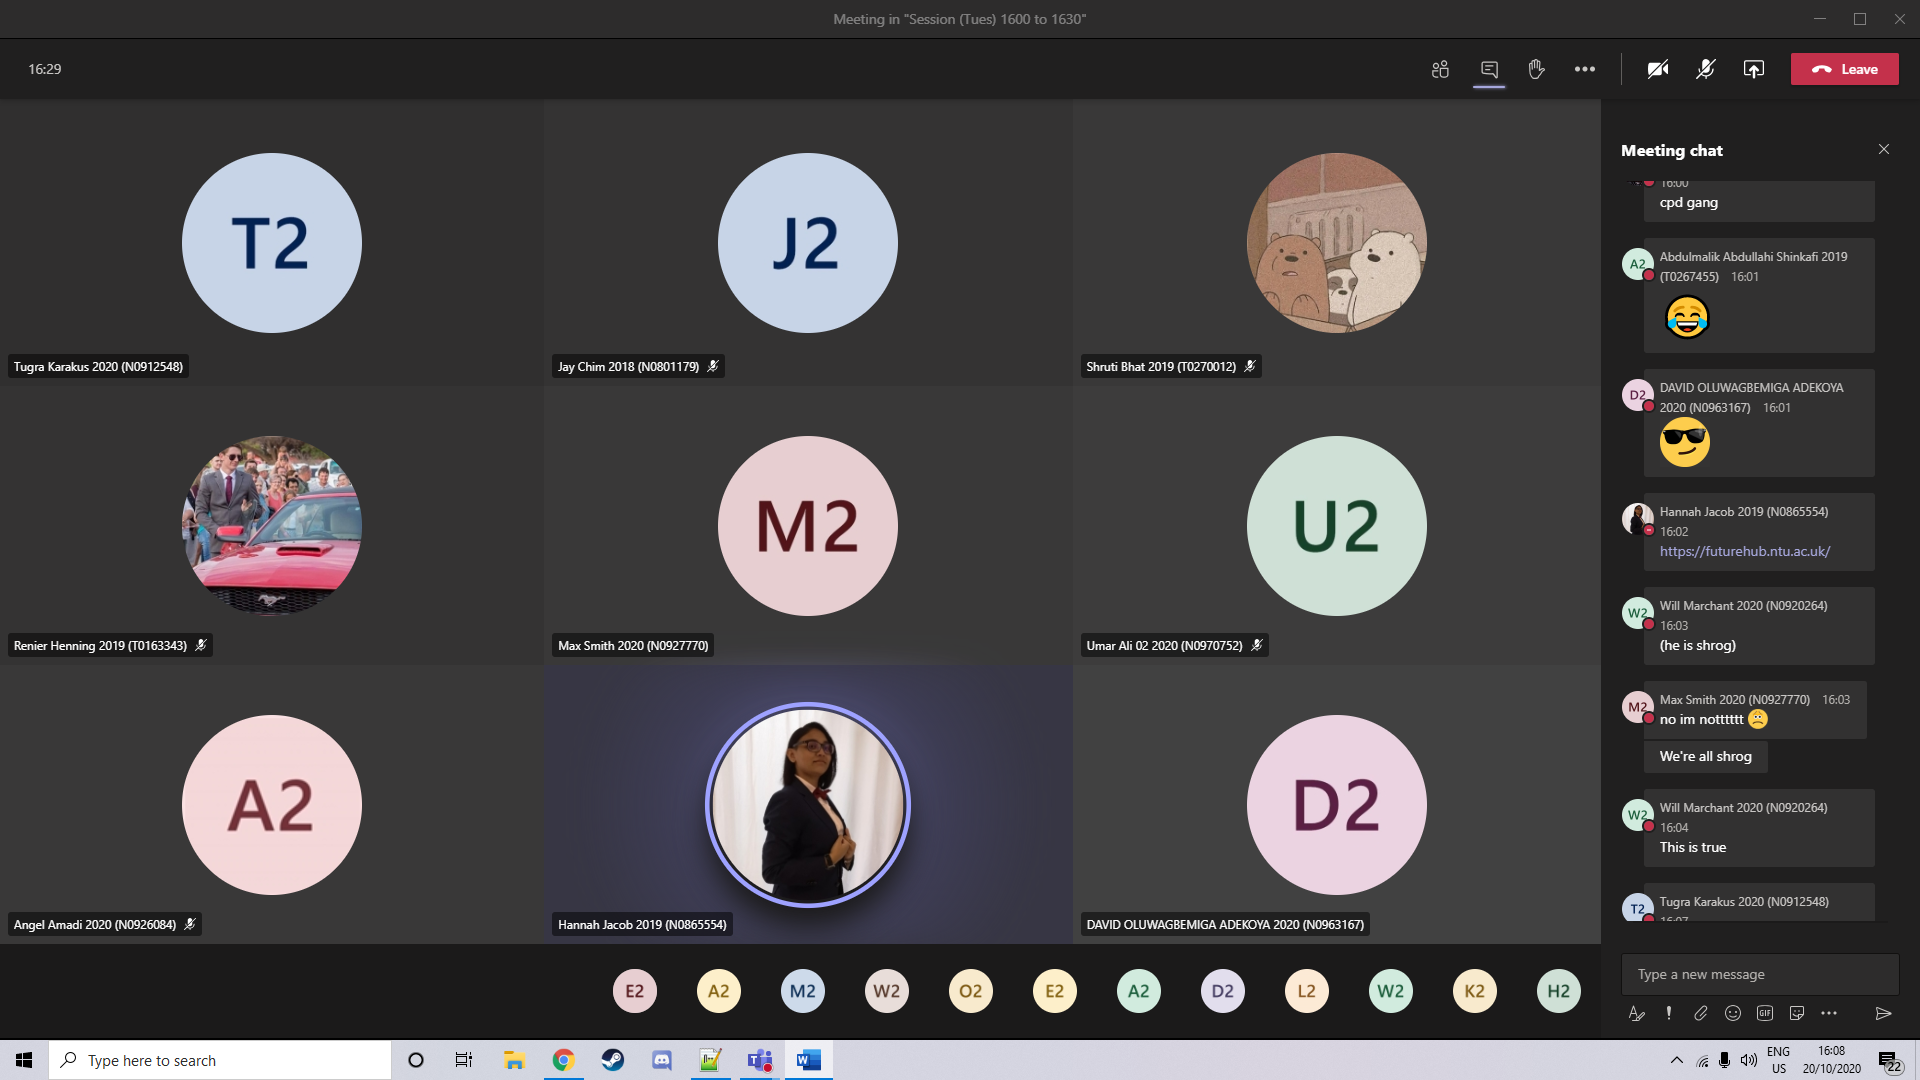 Meeting in "Session (Tues) 1600 to 1630"
16:29
Leave
T2
J2
Tugra Karakus 2020 (N0912548)
Jay Chim 2018 (N0801179)
Shruti Bhat 2019 (T0270012)
M2
U2
Renier Henning 2019 (T0163343)
Max Smith 2020 (N0927770)
Umar Ali 02 2020 (N0970752)
A2
D2
Angel Amadi 2020 (N0926084)
Hannah Jacob 2019 (N0865554)
DAVID OLUWAGBEMIGA ADEKOYA 2020 (N0963167)
E2
A2
M2
W2
O2
E2
A2
D2
L2
W2
K2
H2
Meeting chat
16:00
cpd gang
A2
Abdulmalik Abdullahi Shinkafi 2019
(T0267455) 16:01
D2
DAVID OLUWAGBEMIGA ADEKOYA
2020 (N0963167) 16:01
Hannah Jacob 2019 (N0865554)
16:02
https://futurehub.ntu.ac.uk/
W2
Will Marchant 2020 (N0920264)
16:03
(he is shrog)
M2
Max Smith 2020 (N0927770) 16:03
no im notttttt
We're all shrog
W2
Will Marchant 2020 (N0920264)
16:04
This is true
T2
Tugra Karakus 2020 (N0912548)
16:07
Type a new message
GIF
Type here to search
ENG
US
16:08
20/10/2020
22